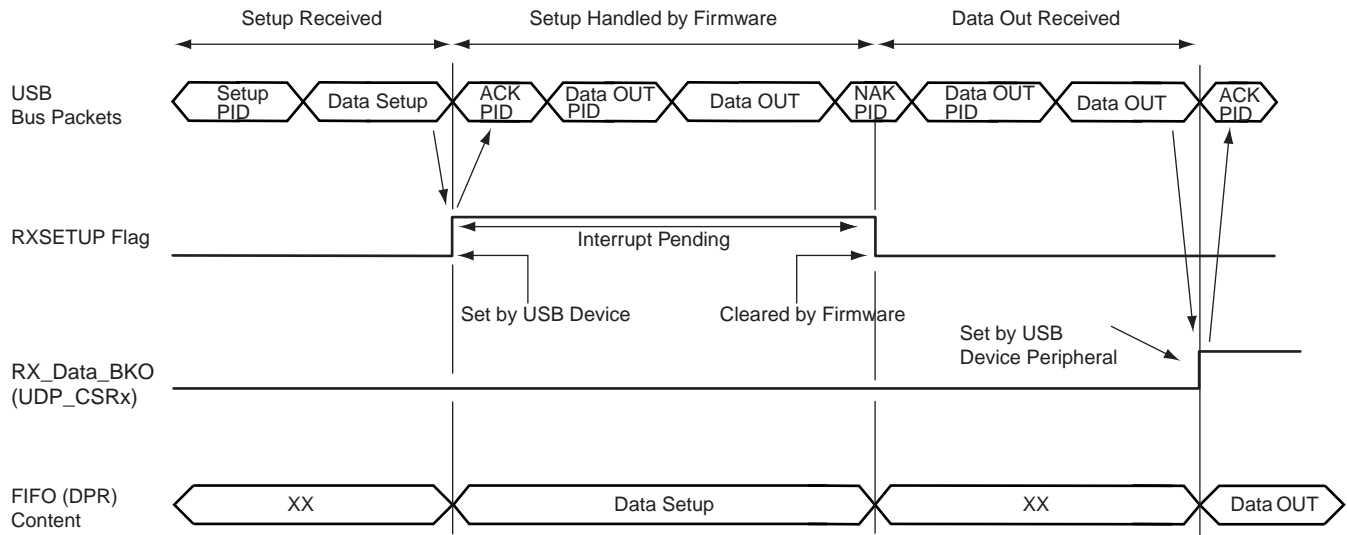 Setup Received
Setup Handled by Firmware
Data Out Received
USB
Bus Packets
Setup
PID
Data Setup
ACK
PID
Data OUT
PID
Data OUT
NAK
PID
Data OUT
PID
Data OUT
ACK
PID
RXSETUP Flag
Interrupt Pending
Set by USB Device
Cleared by Firmware
Set by USB
Device Peripheral
RX_Data_BKO
(UDP_CSRx)
FIFO (DPR)
Content
XX
Data Setup
XX
Data OUT